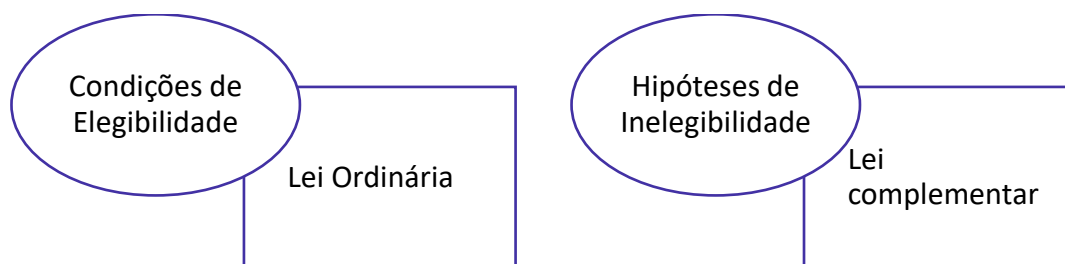 Condições de
Elegibilidade
Lei Ordinária
Hipóteses de
Inelegibilidade
Lei
complementar